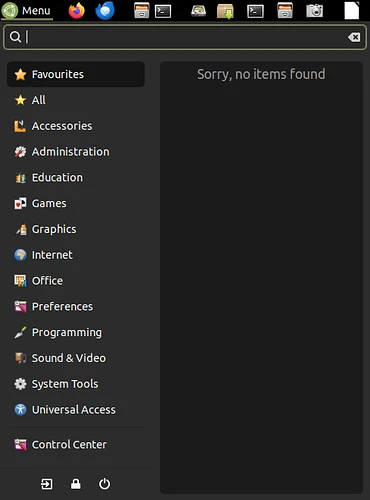 Menu
Favourites
Sorry, no items found
All
Accessories
Administration
Education
Games
Graphics
Internet
Office
Preferences
Programming
Sound & Video
System Tools
Universal Access
Control Center